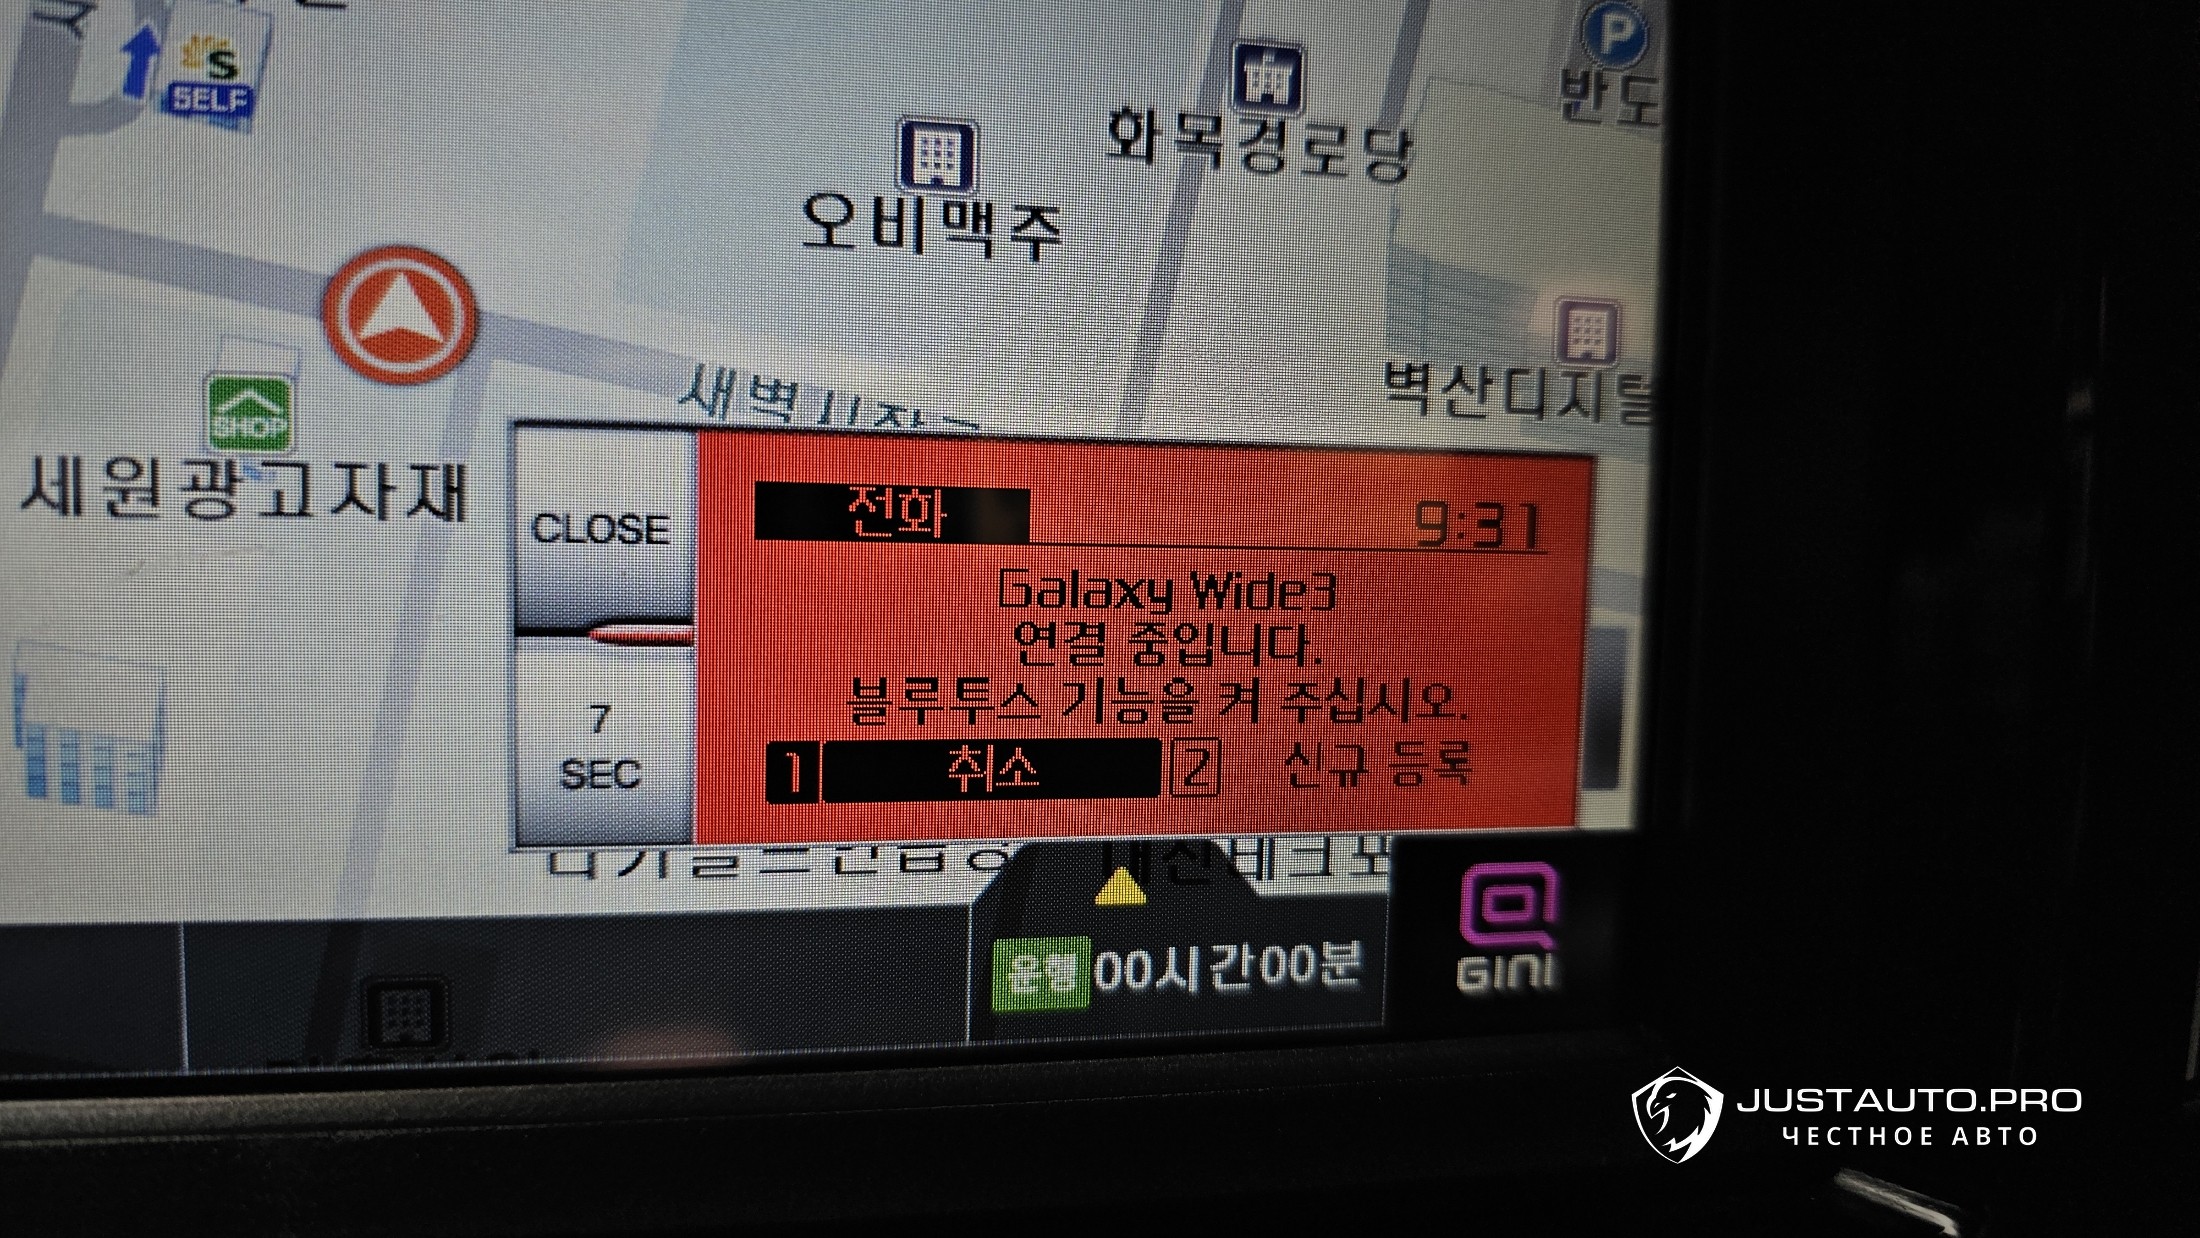 S
SELF
P
반도
화목경로당
오비맥주
벽산디지털
새벽
SHOP
세원광고자재
CLOSE
7
SEC
전화
9:31
Galaxy Wide3
연결 중입니다.
블루투스 기능을 켜 주십시오.
1 취소 2 신규 등록
운행 00시간00분
GINI
JUSTAUTO.PRO
ЧЕСТНОЕ АВТО